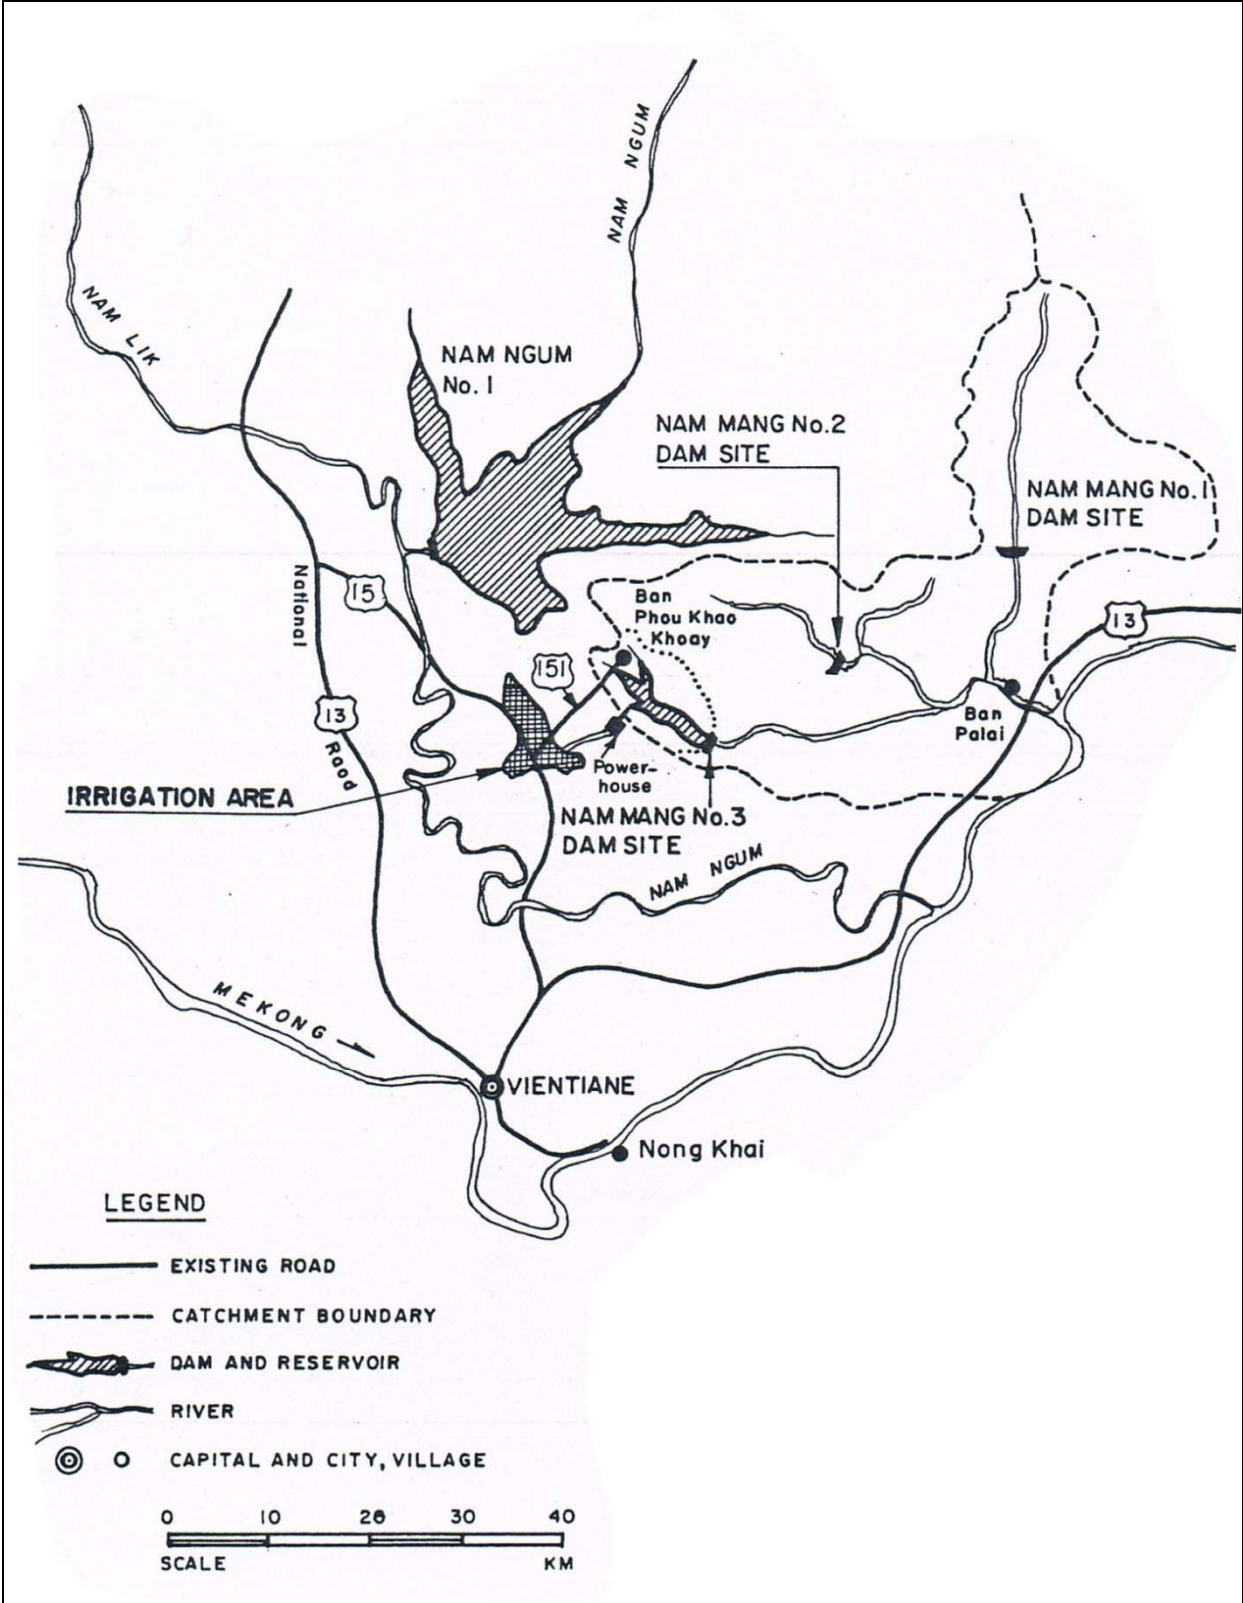 NAM NGUM
NAM LIK
NAM NGUM
No. 1
NAM MANG No.2
DAM SITE
NAM MANG No.1
DAM SITE
National
Raod
15
13
151
13
Ban
Phou Khao
Khoay
Ban
Palai
Power-
house
IRRIGATION AREA
NAM MANG No.3
DAM SITE
NAM NGUM
MEKONG
VIENTIANE
Nong Khai
LEGEND
EXISTING ROAD
CATCHMENT BOUNDARY
DAM AND RESERVOIR
RIVER
CAPITAL AND CITY, VILLAGE
0 10 20 30 40
SCALE KM